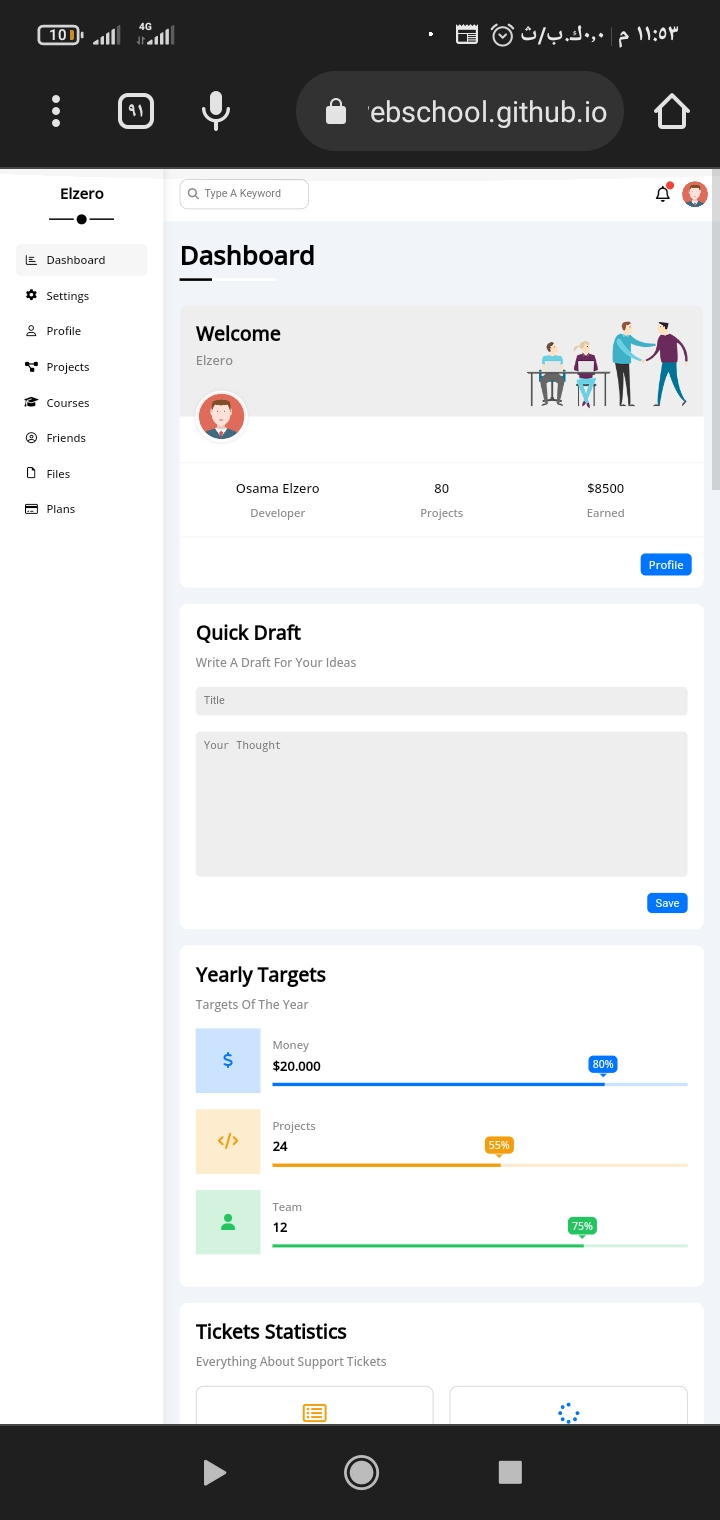 10
4G
١١:٥٣ م | ٠,٠ك.ب/ث
٩١
ebschool.github.io
Elzero
Type A Keyword
Dashboard
Settings
Profile
Projects
Courses
Friends
Files
Plans
Dashboard
Welcome
Elzero
Osama Elzero 80 $8500
Developer Projects Earned
Profile
Quick Draft
Write A Draft For Your Ideas
Title
Your Thought
Save
Yearly Targets
Targets Of The Year
Money
$20.000
80%
Projects
24
55%
Team
12
75%
Tickets Statistics
Everything About Support Tickets